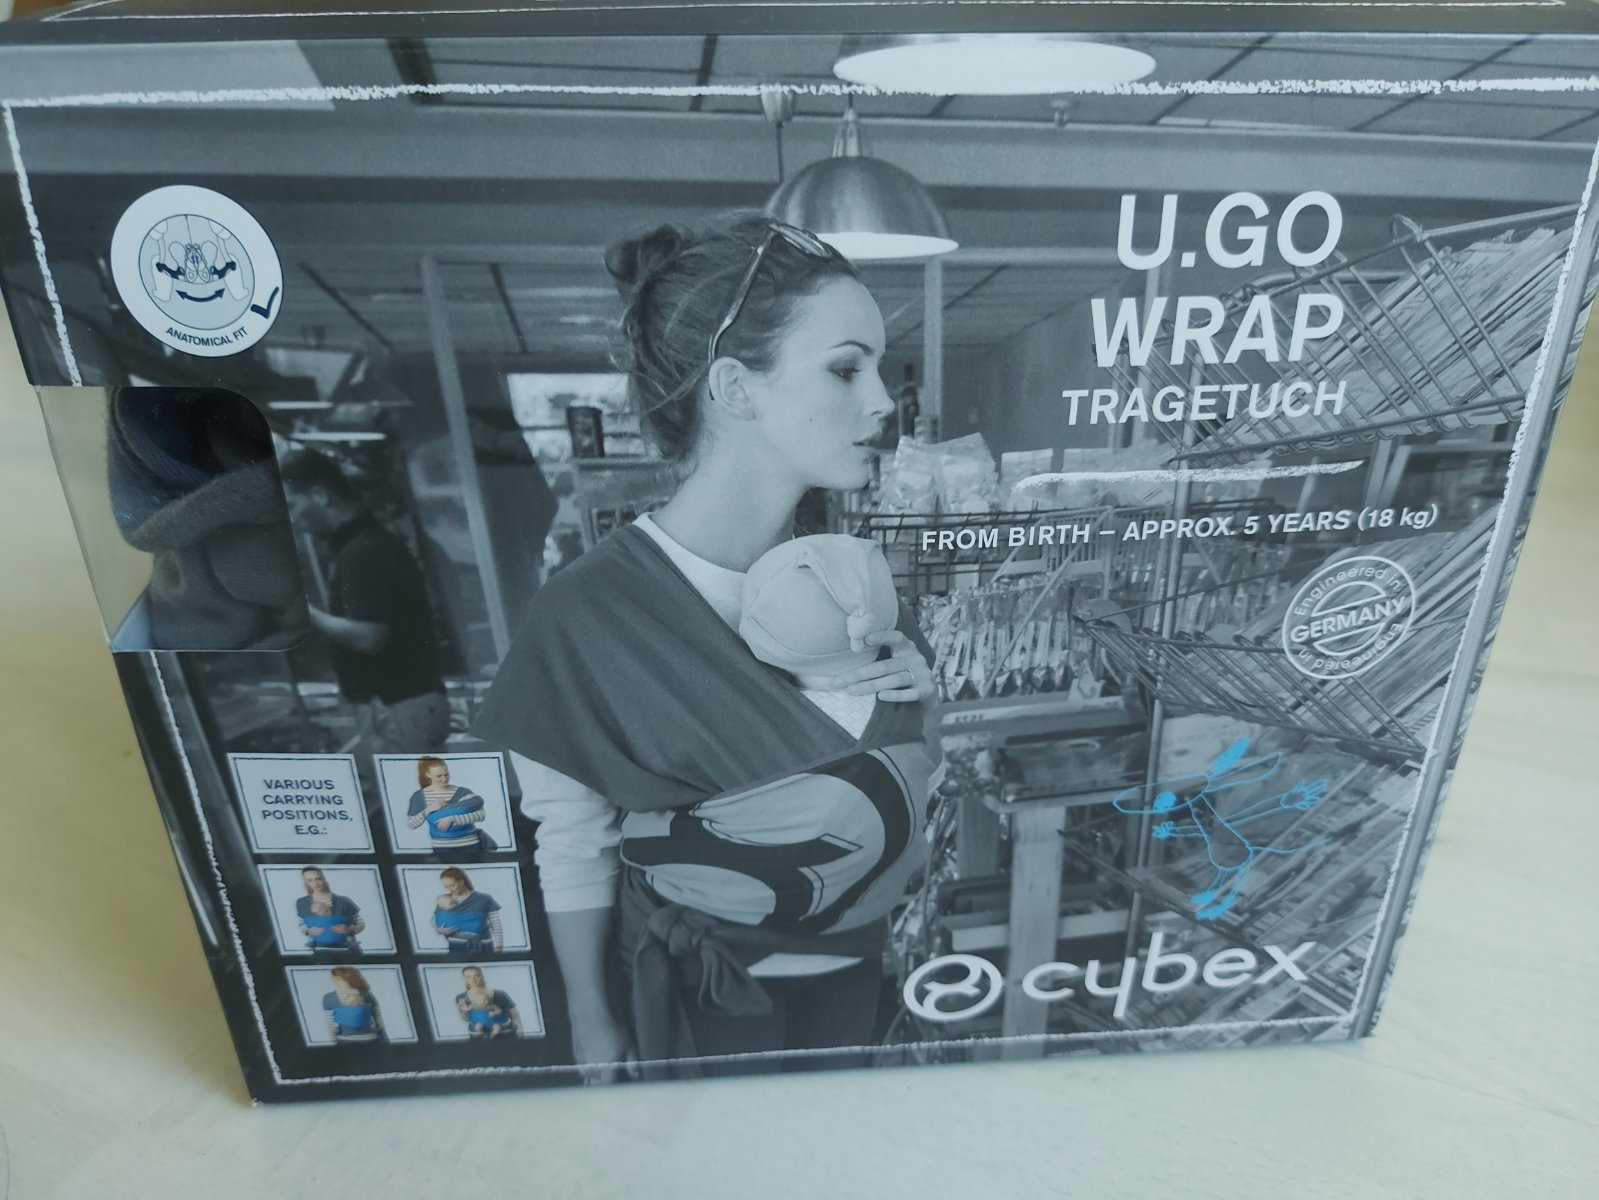 ANATOMICAL FIT
U.GO
WRAP
TRAGETUCH
FROM BIRTH – APPROX. 5 YEARS (18 kg)
Engineered in
GERMANY
Engineered in
VARIOUS
CARRYING
POSITIONS,
E.G.:
cybex